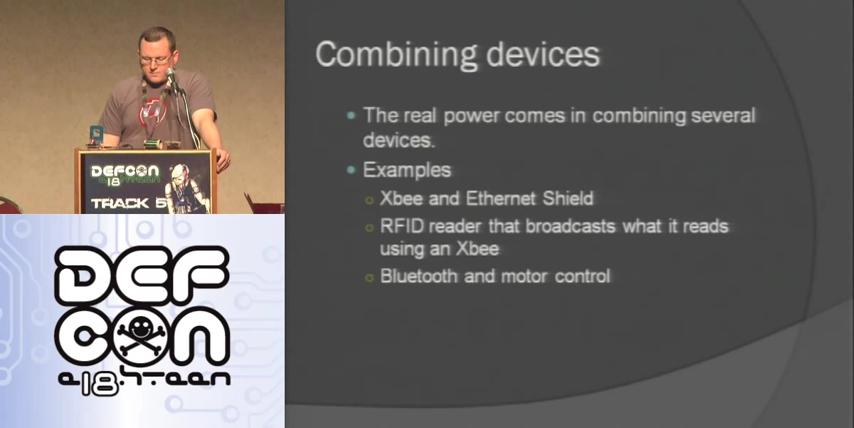 Combining devices
The real power comes in combining several
devices.
Examples
Xbee and Ethernet Shield
RFID reader that broadcasts what it reads
using an Xbee
Bluetooth and motor control
DEFCON
18
TRACK 5
DEF
CON
e18hteen